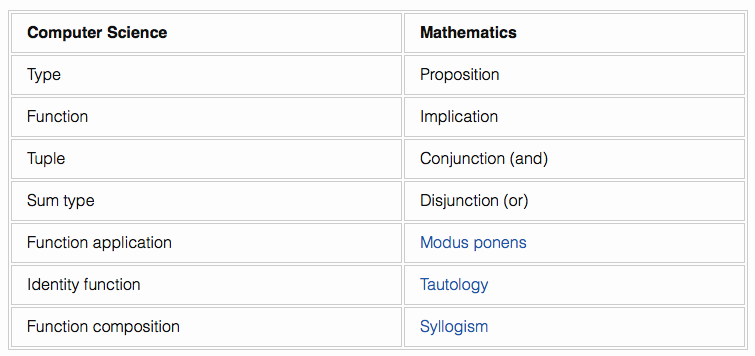 Computer Science Mathematics
Type Proposition
Function Implication
Tuple Conjunction (and)
Sum type Disjunction (or)
Function application Modus ponens
Identity function Tautology
Function composition Syllogism